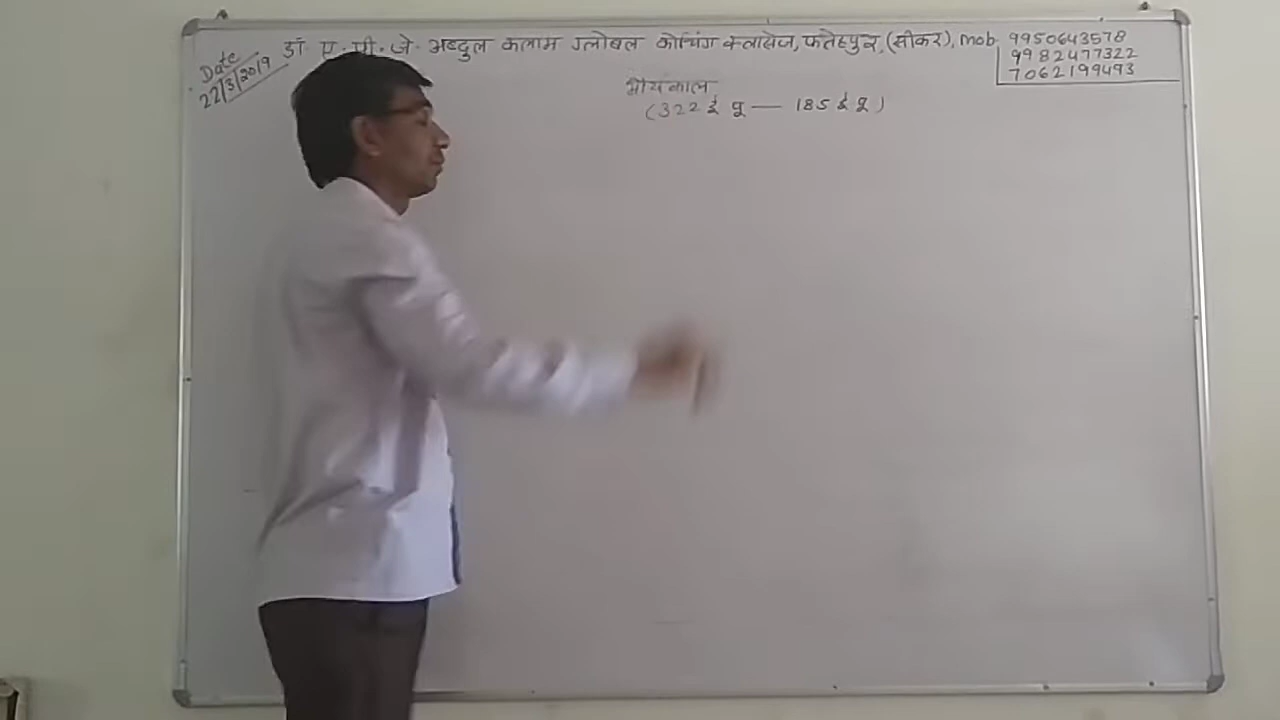 Date
22/3/2019
डॉ. ए. पी. जे. अब्दुल कलाम ग्लोबल कोचिंग क्लासेज, फतेहपुर, (सीकर), mob. 9950643578
9982477322
7062199493
मौर्यकाल
(322 ई पू — 185 ई पू)